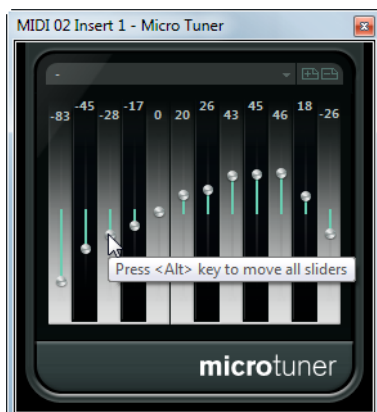 MIDI 02 Insert 1 - Micro Tuner
-
-83 -45 -28 -17 0 20 26 43 45 46 18 -26
Press <Alt> key to move all sliders
microtuner